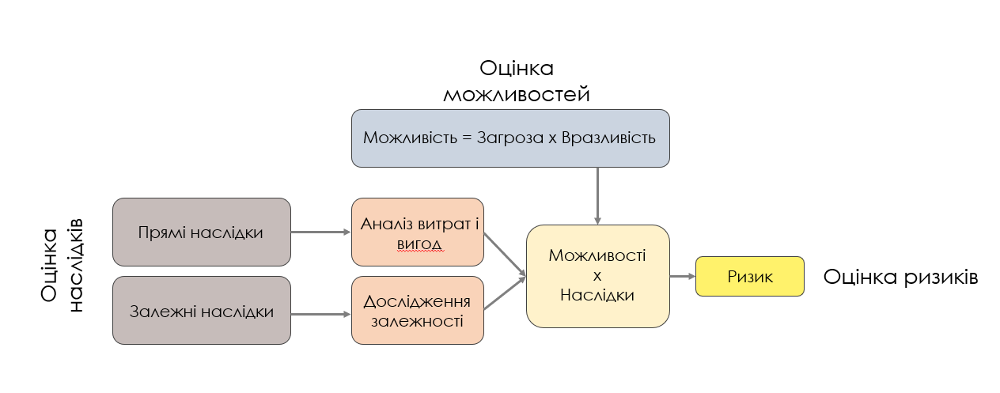 Оцінка
можливостей
Можливість = Загроза х Вразливість
Оцінка
наслідків
Прямі наслідки
Аналіз витрат і
вигод
Залежні наслідки
Дослідження
залежності
Можливості
х
Наслідки
Ризик
Оцінка ризиків